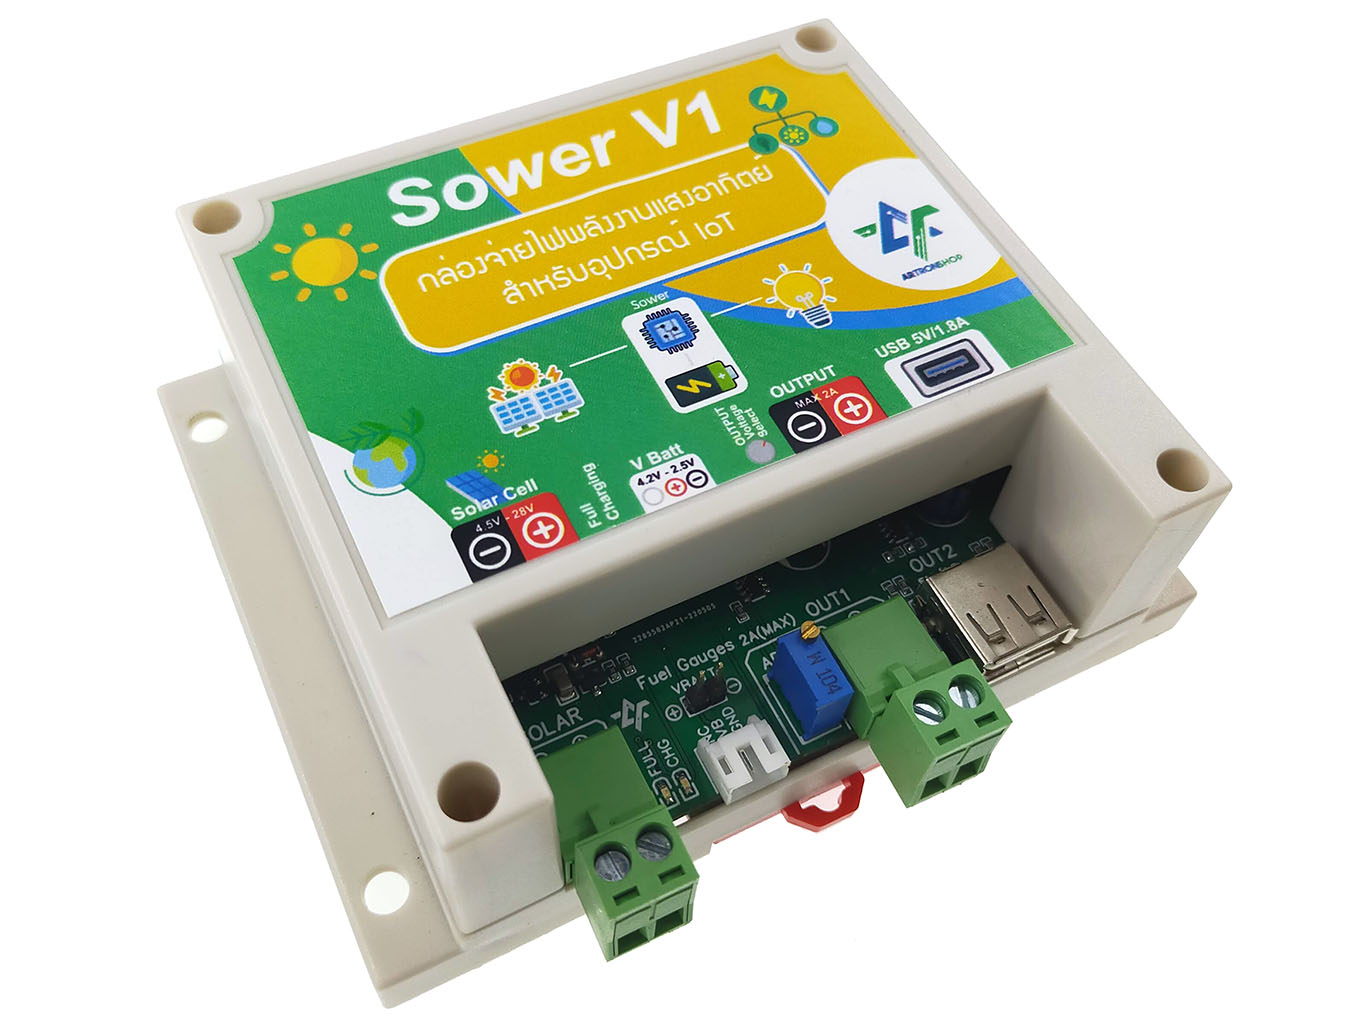 Sower V1
กล่องจ่ายไฟพลังงานแสงอาทิตย์
สำหรับอุปกรณ์ IoT
ARTRONSHOP
Sower
USB 5V/1.8A
OUTPUT
MAX 2A
OUTPUT
Voltage
Select
V Batt
4.2V - 2.5V
Full
Charging
Solar Cell
4.5V - 28V
OUT2
OUT1
2A(MAX)
Fuel Gauges
VBAT
W 104
NC
VB
GND
SOLAR
FULL
CHG